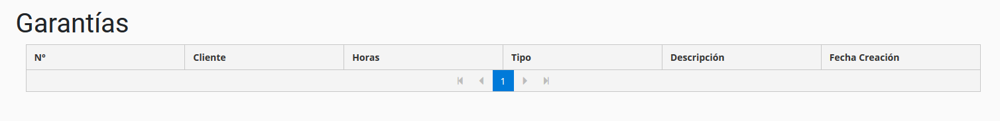 Garantías
Nº Cliente Horas Tipo Descripción Fecha Creación
1